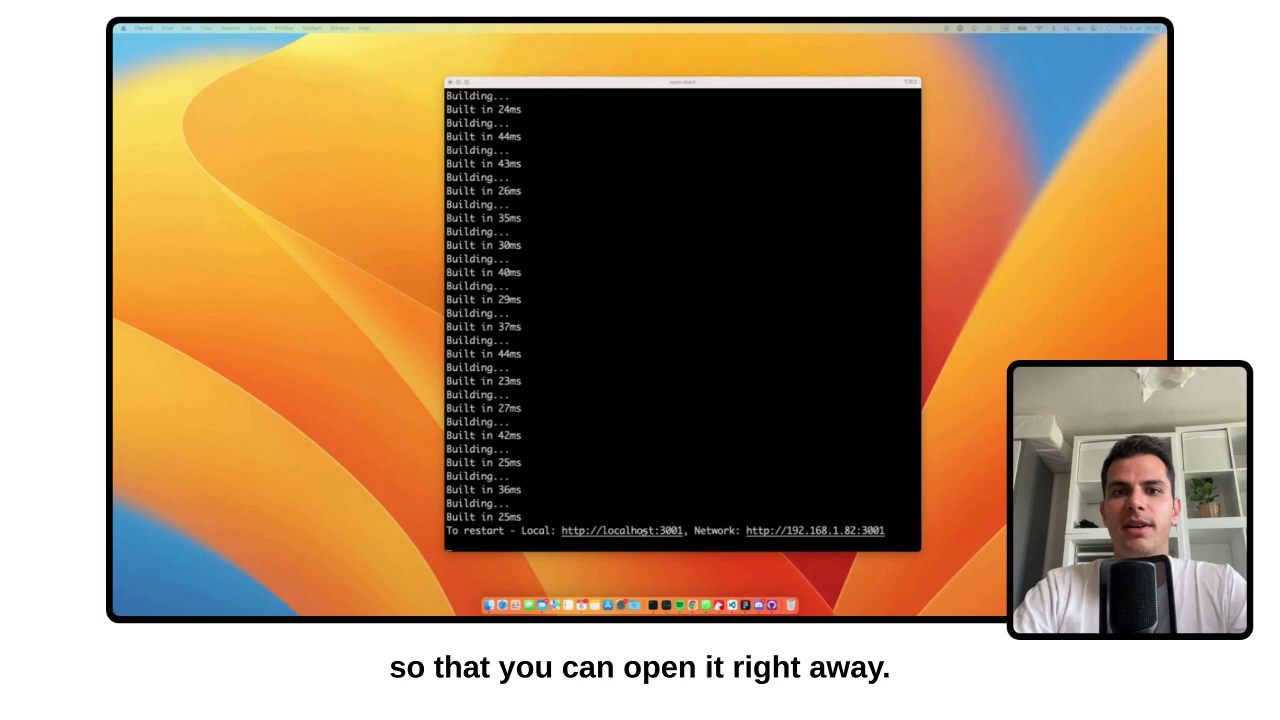 npm start
Building...
Built in 24ms
Building...
Built in 44ms
Building...
Built in 43ms
Building...
Built in 26ms
Building...
Built in 35ms
Building...
Built in 30ms
Building...
Built in 40ms
Building...
Built in 29ms
Building...
Built in 37ms
Building...
Built in 44ms
Building...
Built in 23ms
Building...
Built in 27ms
Building...
Built in 42ms
Building...
Built in 25ms
Building...
Built in 36ms
Building...
Built in 25ms
To restart - Local: http://localhost:3001, Network: http://192.168.1.82:3001
so that you can open it right away.